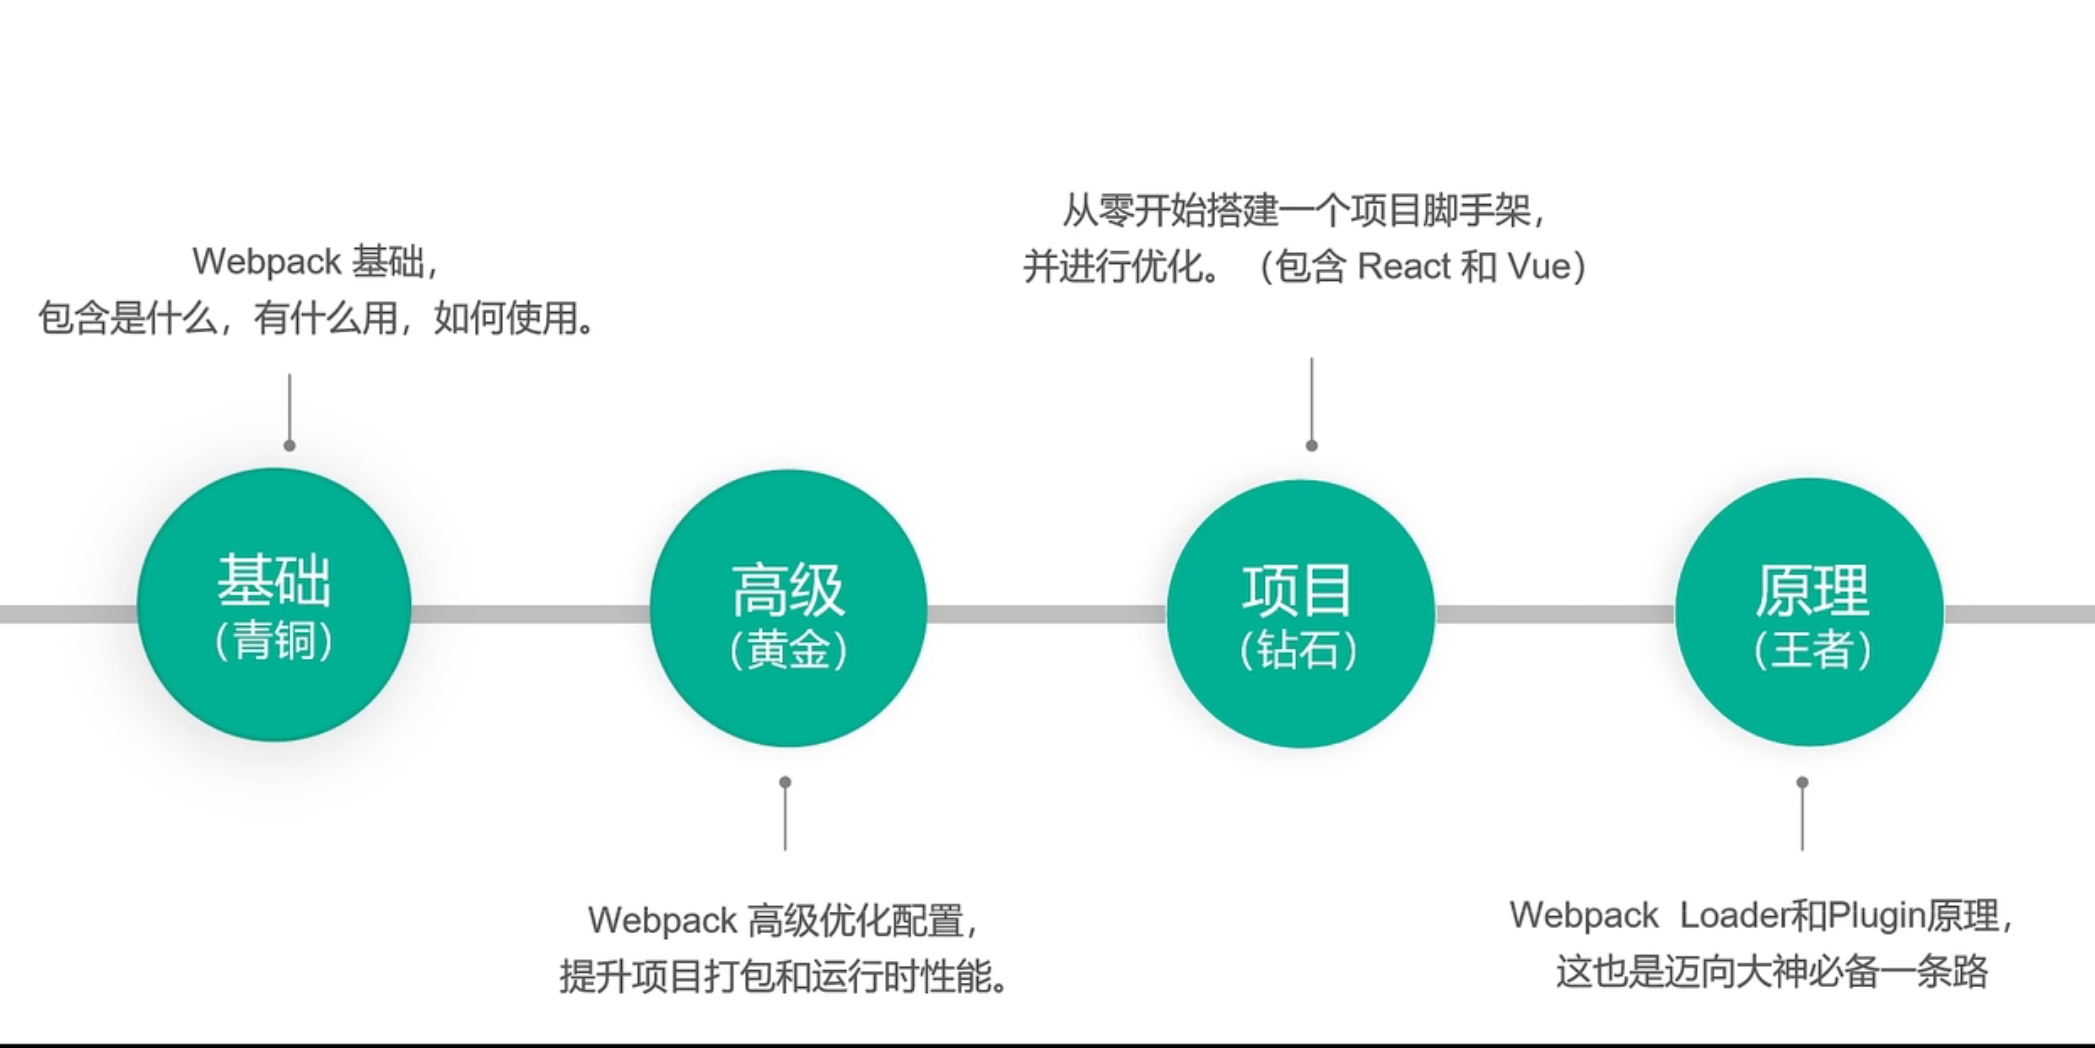 Webpack 基础，
包含是什么，有什么用，如何使用。
基础
（青铜）
高级
（黄金）
Webpack 高级优化配置，
提升项目打包和运行时性能。
从零开始搭建一个项目脚手架，
并进行优化。（包含 React 和 Vue）
项目
（钻石）
原理
（王者）
Webpack  Loader和Plugin原理，
这也是迈向大神必备一条路